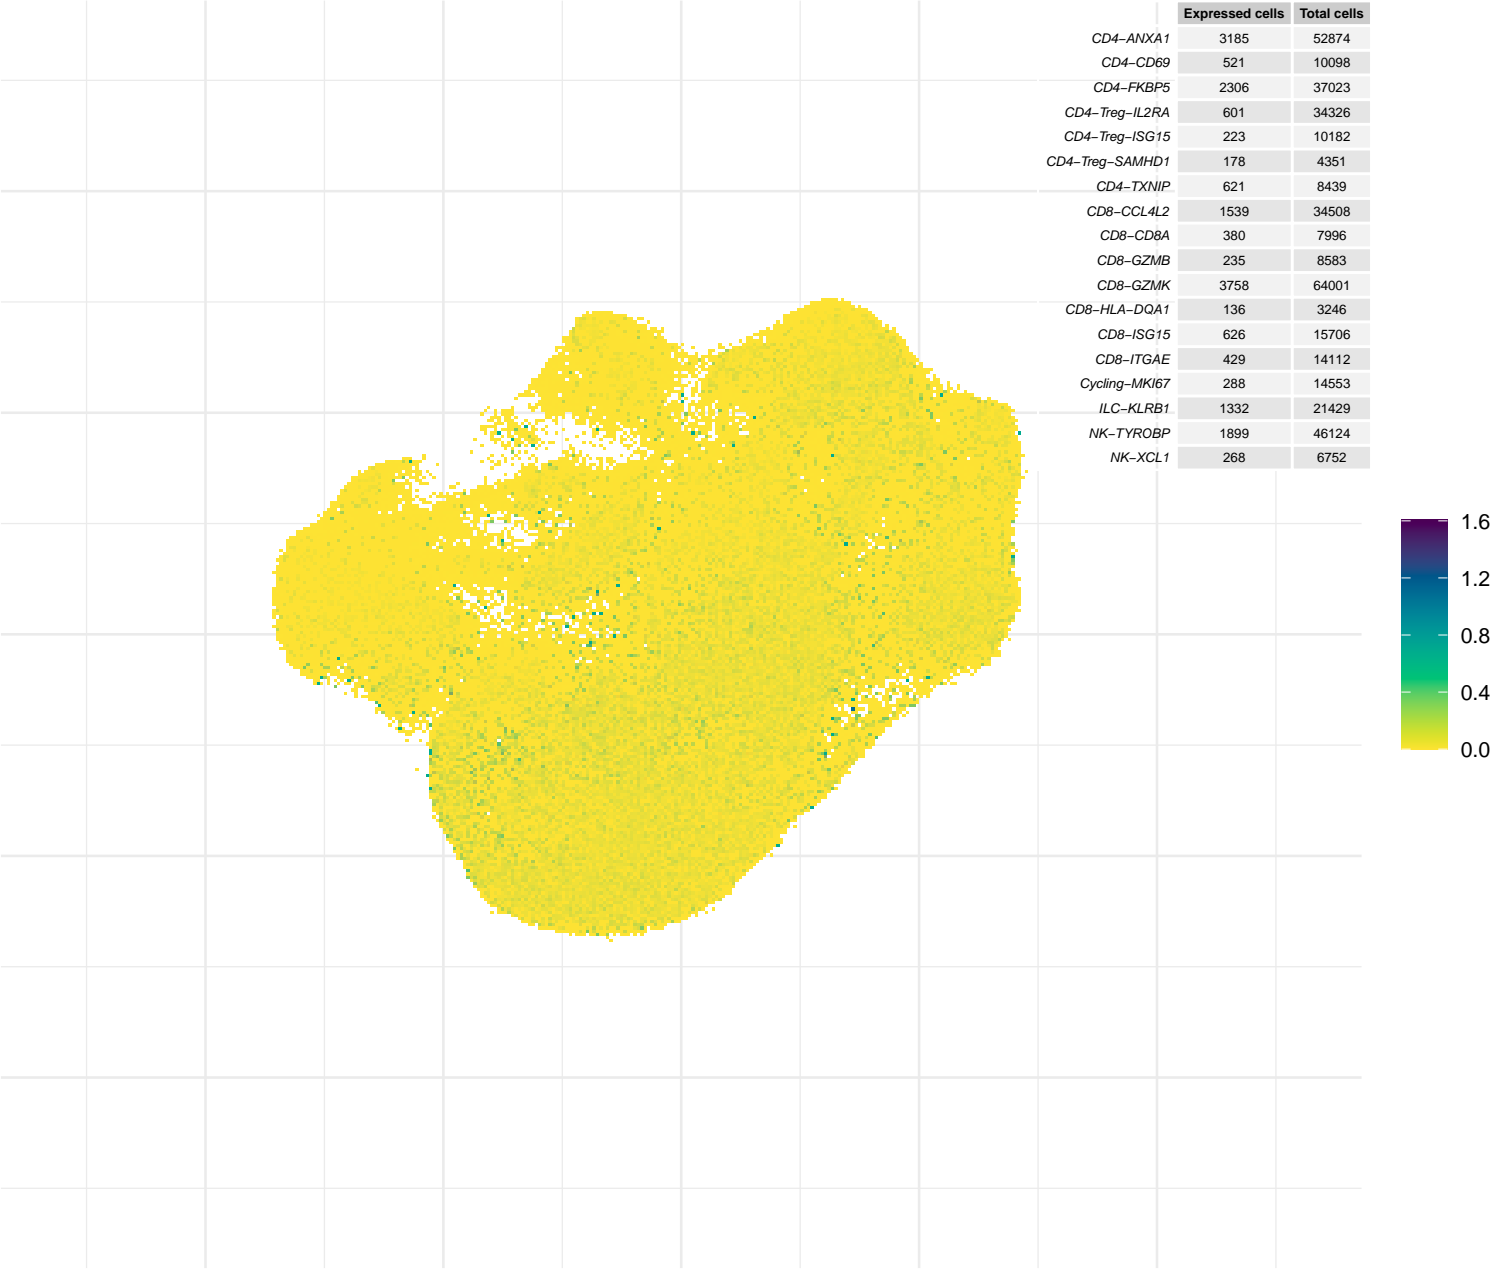 Expressed cells Total cells
CD4−ANXA1 3185 52874
CD4−CD69 521 10098
CD4−FKBP5 2306 37023
CD4−Treg−IL2RA 601 34326
CD4−Treg−ISG15 223 10182
CD4−Treg−SAMHD1 178 4351
CD4−TXNIP 621 8439
CD8−CCL4L2 1539 34508
CD8−CD8A 380 7996
CD8−GZMB 235 8583
CD8−GZMK 3758 64001
CD8−HLA−DQA1 136 3246
CD8−ISG15 626 15706
CD8−ITGAE 429 14112
Cycling−MKI67 288 14553
ILC−KLRB1 1332 21429
NK−TYROBP 1899 46124
NK−XCL1 268 6752
1.6
1.2
0.8
0.4
0.0